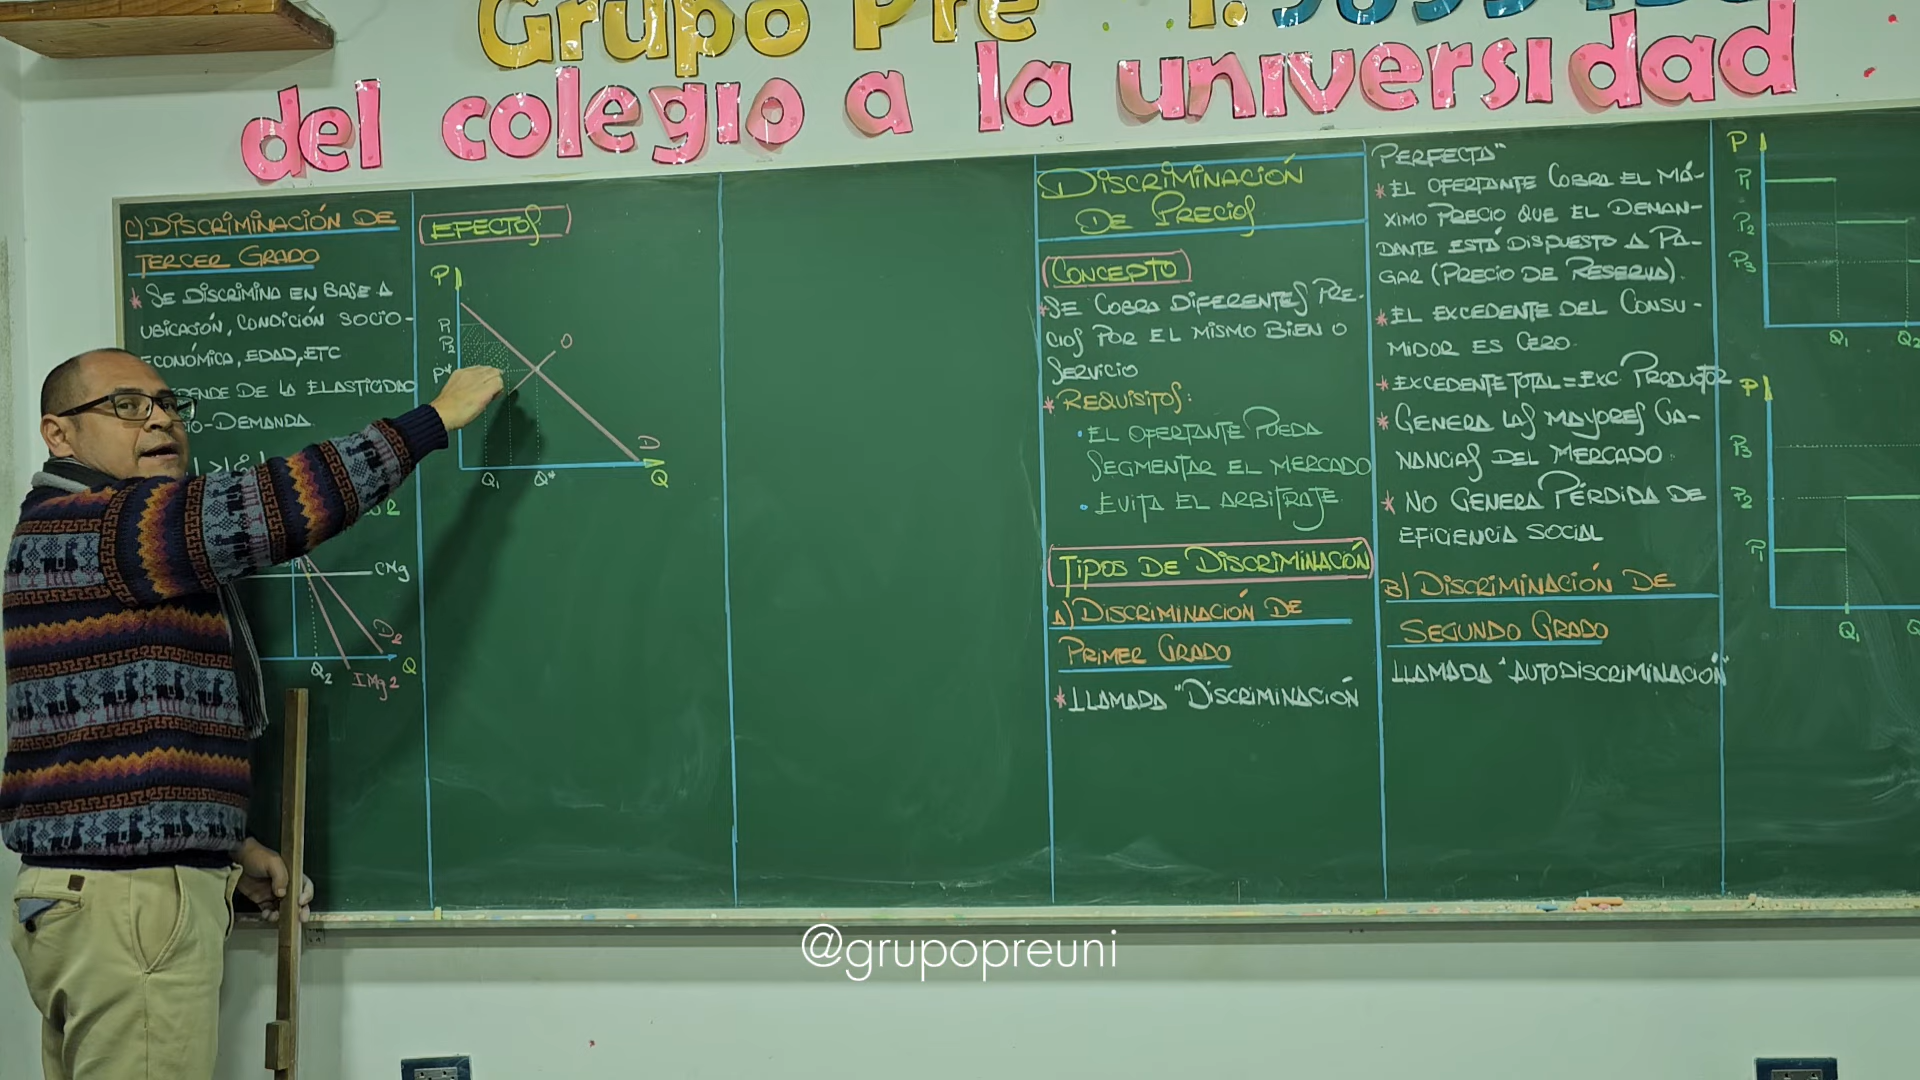 Grupo Pre
del colegio a la universidad
C) DISCRIMINACIÓN DE
TERCER GRADO
* SE DISCRIMINA EN BASE A
UBICACIÓN, CONDICIÓN SOCIO-
ECONÓMICA, EDAD, ETC
DE LA ELASTICIDAD
DEMANDA.
CMg
D2
Q2
Q
IMg2
EFECTOS
P
P1
P2
P*
O
D
Q1
Q*
Q
DISCRIMINACIÓN
DE PRECIOS
CONCEPTO
* SE COBRA DIFERENTES PRE-
CIOS POR EL MISMO BIEN O
SERVICIO
* REQUISITOS:
• EL OFERTANTE PUEDA
SEGMENTAR EL MERCADO
• EVITA EL ARBITRAJE
TIPOS DE DISCRIMINACIÓN
A) DISCRIMINACIÓN DE
PRIMER GRADO
* LLAMADA "DISCRIMINACIÓN
PERFECTA"
* EL OFERTANTE COBRA EL MÁ-
XIMO PRECIO QUE EL DEMAN-
DANTE ESTÁ DISPUESTO A PA-
GAR (PRECIO DE RESERVA).
* EL EXCEDENTE DEL CONSU-
MIDOR ES CERO.
* EXCEDENTE TOTAL = EXC. PRODUCTOR
* GENERA LAS MAYORES GA-
NANCIAS DEL MERCADO.
* NO GENERA PÉRDIDA DE
EFICIENCIA SOCIAL
B) DISCRIMINACIÓN DE
SEGUNDO GRADO
LLAMADA "AUTODISCRIMINACIÓN"
P
P1
P2
P3
Q1
Q2
P
P3
P2
P1
Q1
@grupopreuni